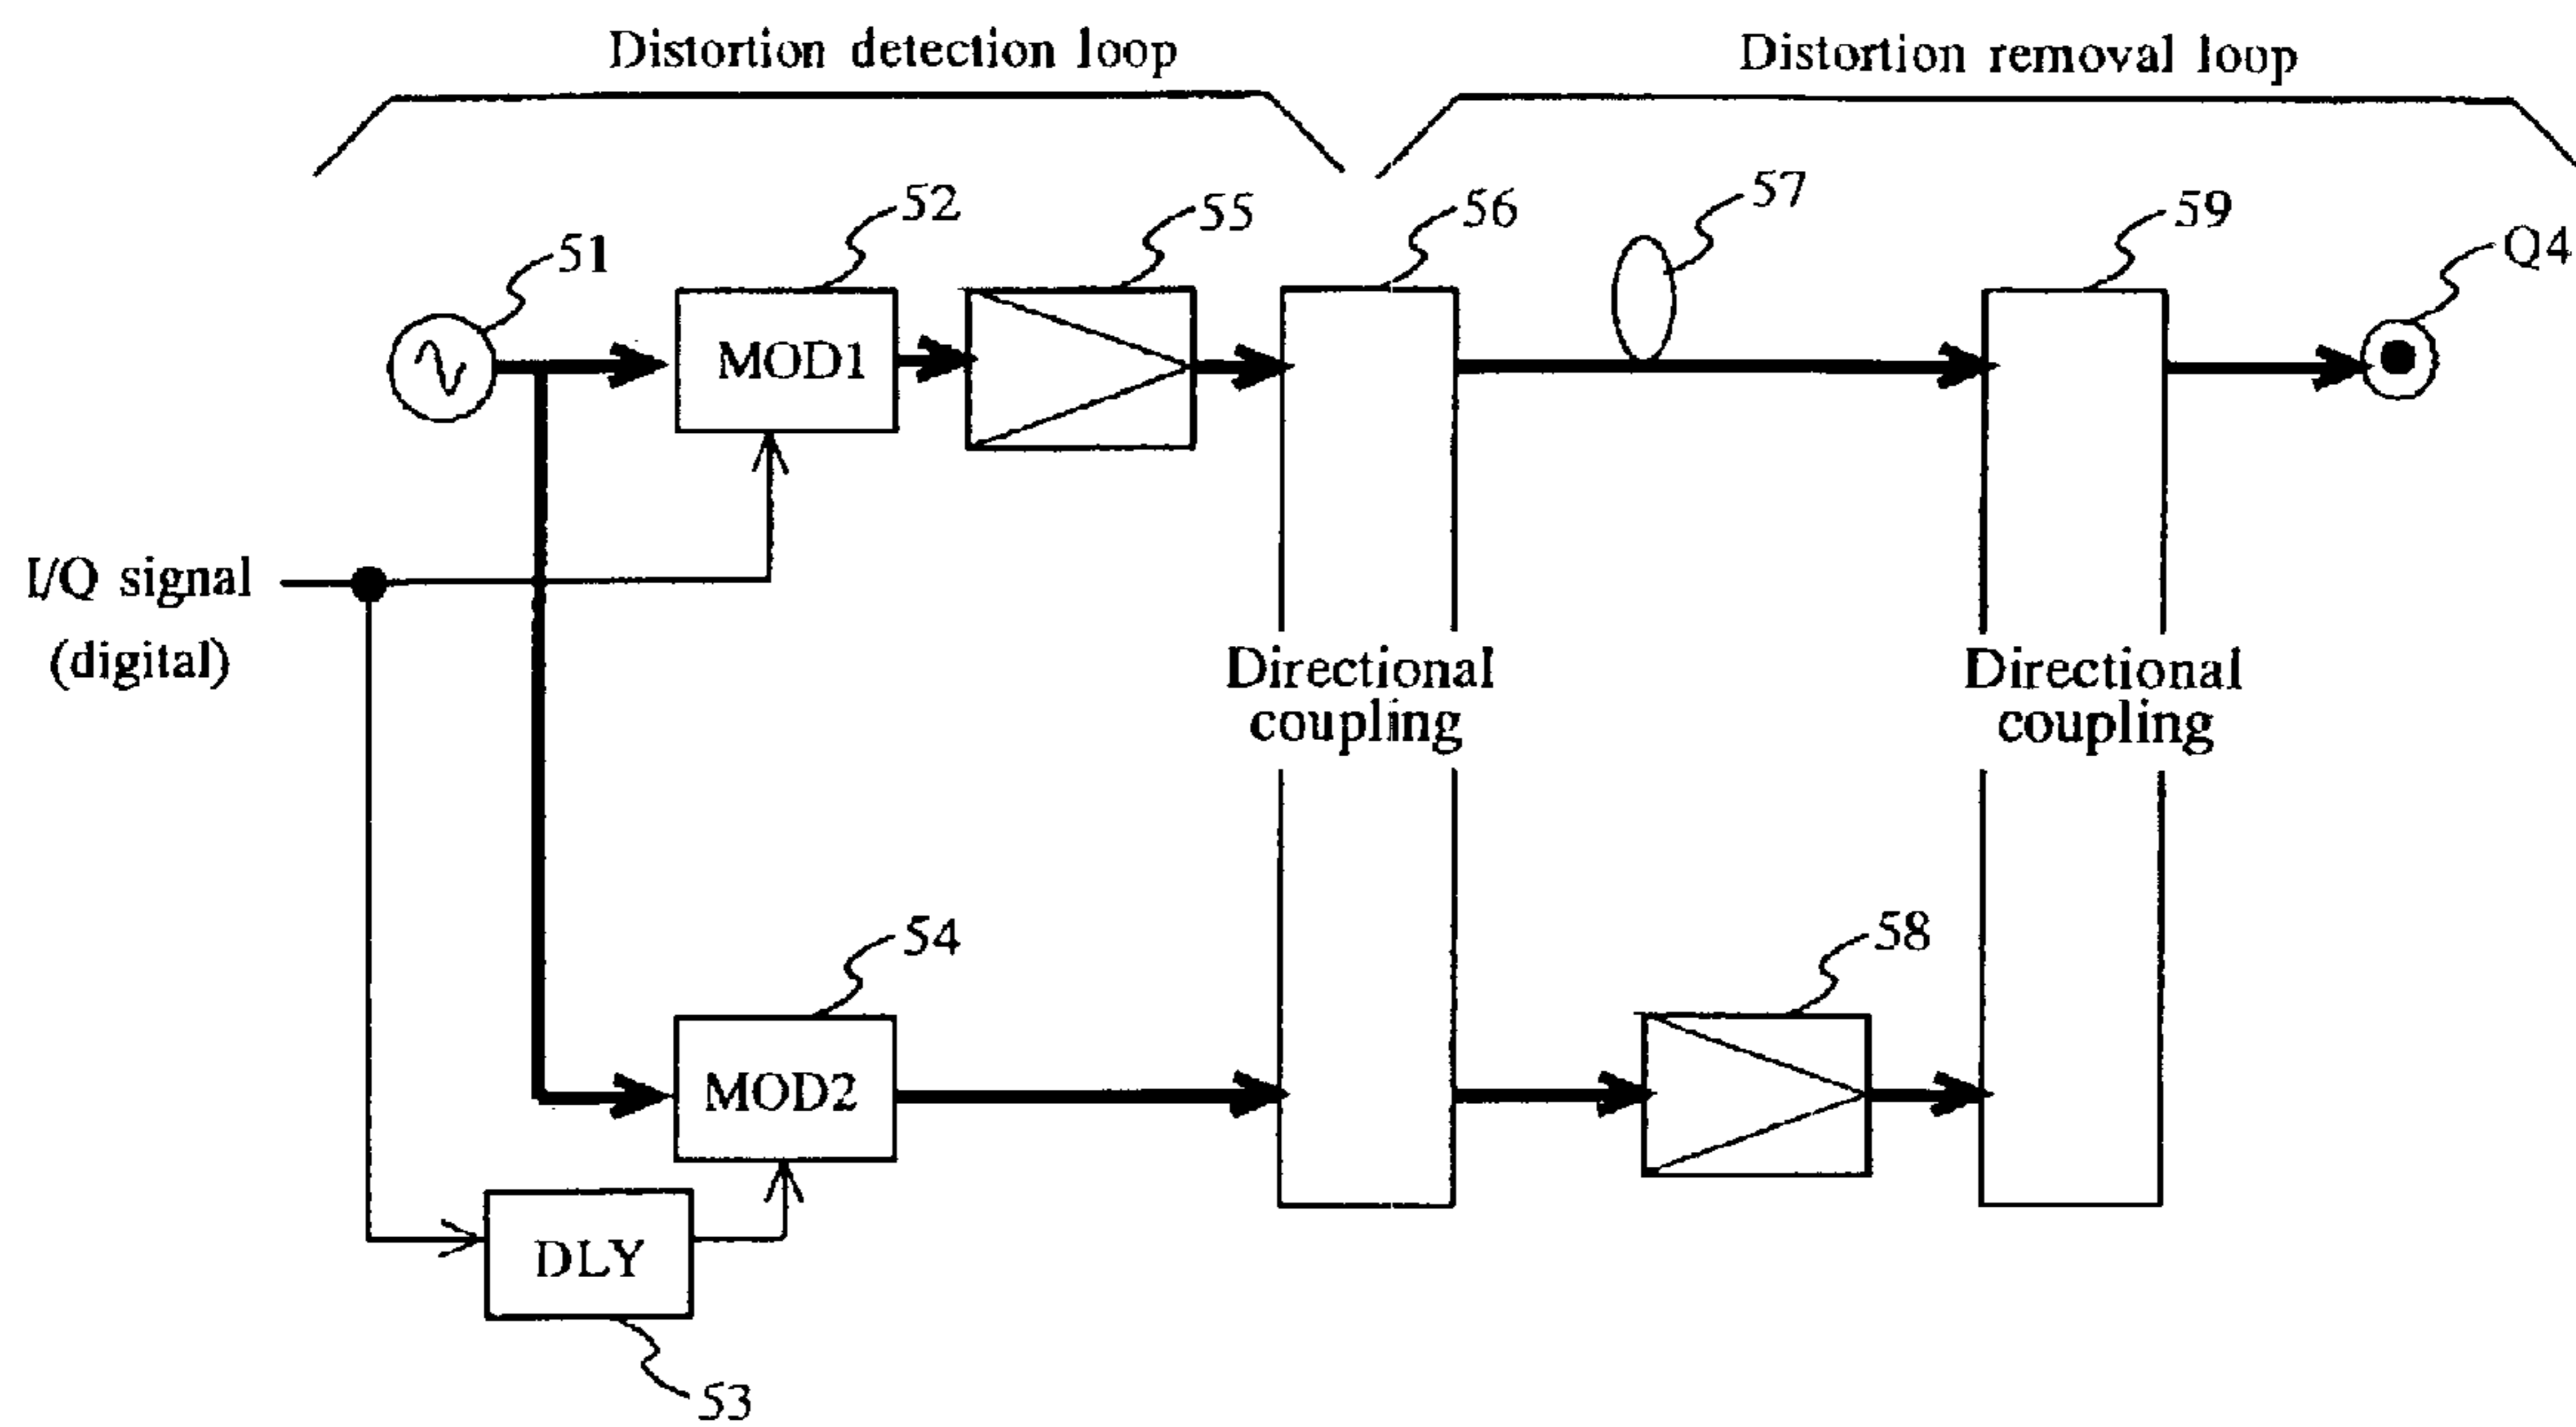 Distortion detection loop
Distortion removal loop
51
52
55
56
57
59
Q4
MOD1
I/Q signal
(digital)
Directional
coupling
Directional
coupling
54
58
MOD2
DLY
53